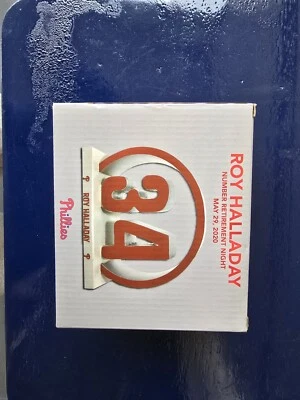 ROY HALLADAY
NUMBER RETIREMENT NIGHT
MAY 29, 2020
34
P ROY HALLADAY P
Phillies